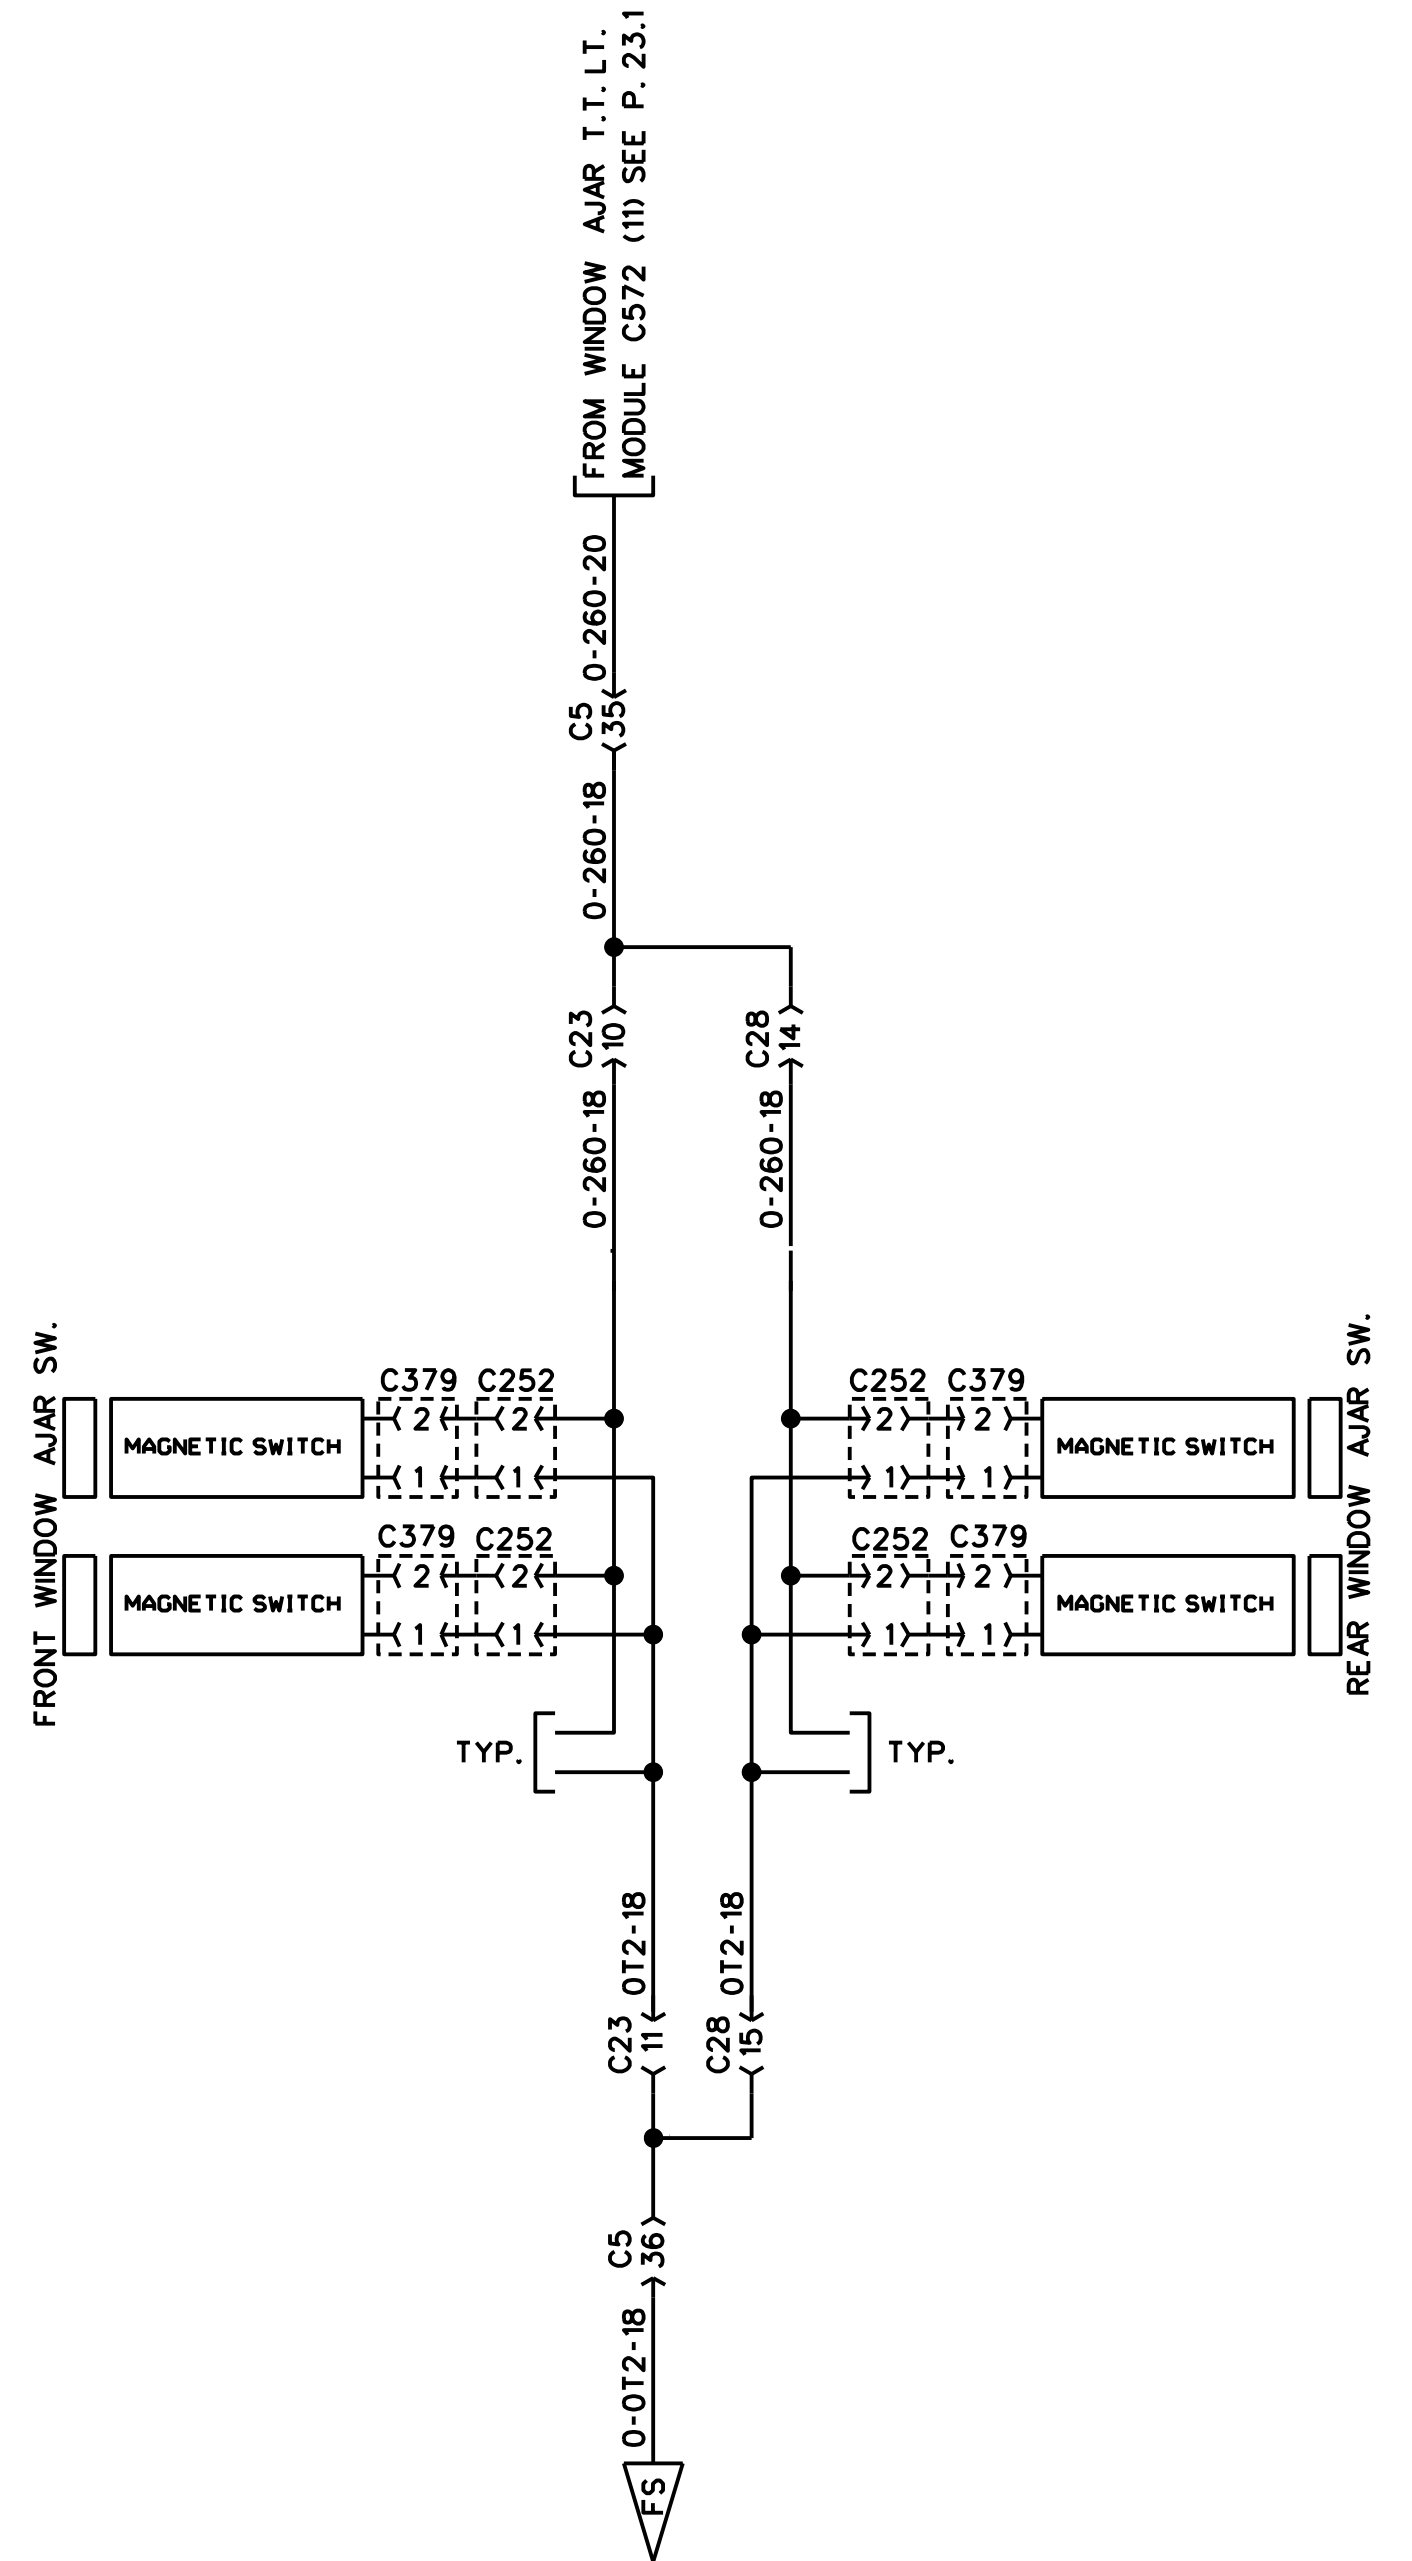 FROM WINDOW AJAR T.T. LT.
MODULE C572 (11) SEE P. 23.1
0-260-20
C5
35
0-260-18
C23
10
C28
14
0-260-18
0-260-18
FRONT WINDOW AJAR SW.
REAR WINDOW AJAR SW.
C379 C252
C252 C379
MAGNETIC SWITCH
2 2
2 2
MAGNETIC SWITCH
1 1
1 1
C379 C252
C252 C379
MAGNETIC SWITCH
2 2
2 2
MAGNETIC SWITCH
1 1
1 1
TYP.
TYP.
0T2-18
0T2-18
C23
11
C28
15
C5
36
0-0T2-18
FS